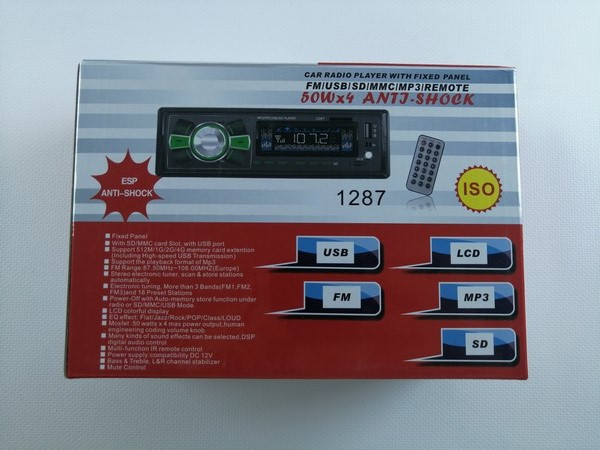 CAR RADIO PLAYER WITH FIXED PANEL
FM/USB/SD/MMC/MP3/REMOTE
50Wx4 ANTI-SHOCK
1072
1287
ISO
ESP
ANTI-SHOCK
Fixed Panel
With SD/MMC card Slot, with USB port
Support 512M/1G/2G/4G memory card extention
(Including High-speed USB Transmission)
Support the playback format of Mp3
FM Range:87.50MHz~108.00MHZ(Europe)
Stereo electronic tuner, scan & store stations
automatically
Electronic tuning, More than 3 Bands(FM1,FM2,
FM3)and 18 Preset Stations
Power-Off with Auto-memory store function under
radio or SD/MMC/USB Mode
LCD colorful display
EQ effect: Flat/Jazz/Rock/POP/Class/LOUD
Mosfet :50 watts x 4 max power output,human
engineering coding volume knob
Many kinds of sound effects can be selected,DSP
digital audio control
Multi-function IR remote control
Power supply compatibility DC 12V
Bass & Treble, L&R channel stabilizer
Mute Control
USB
LCD
FM
MP3
SD